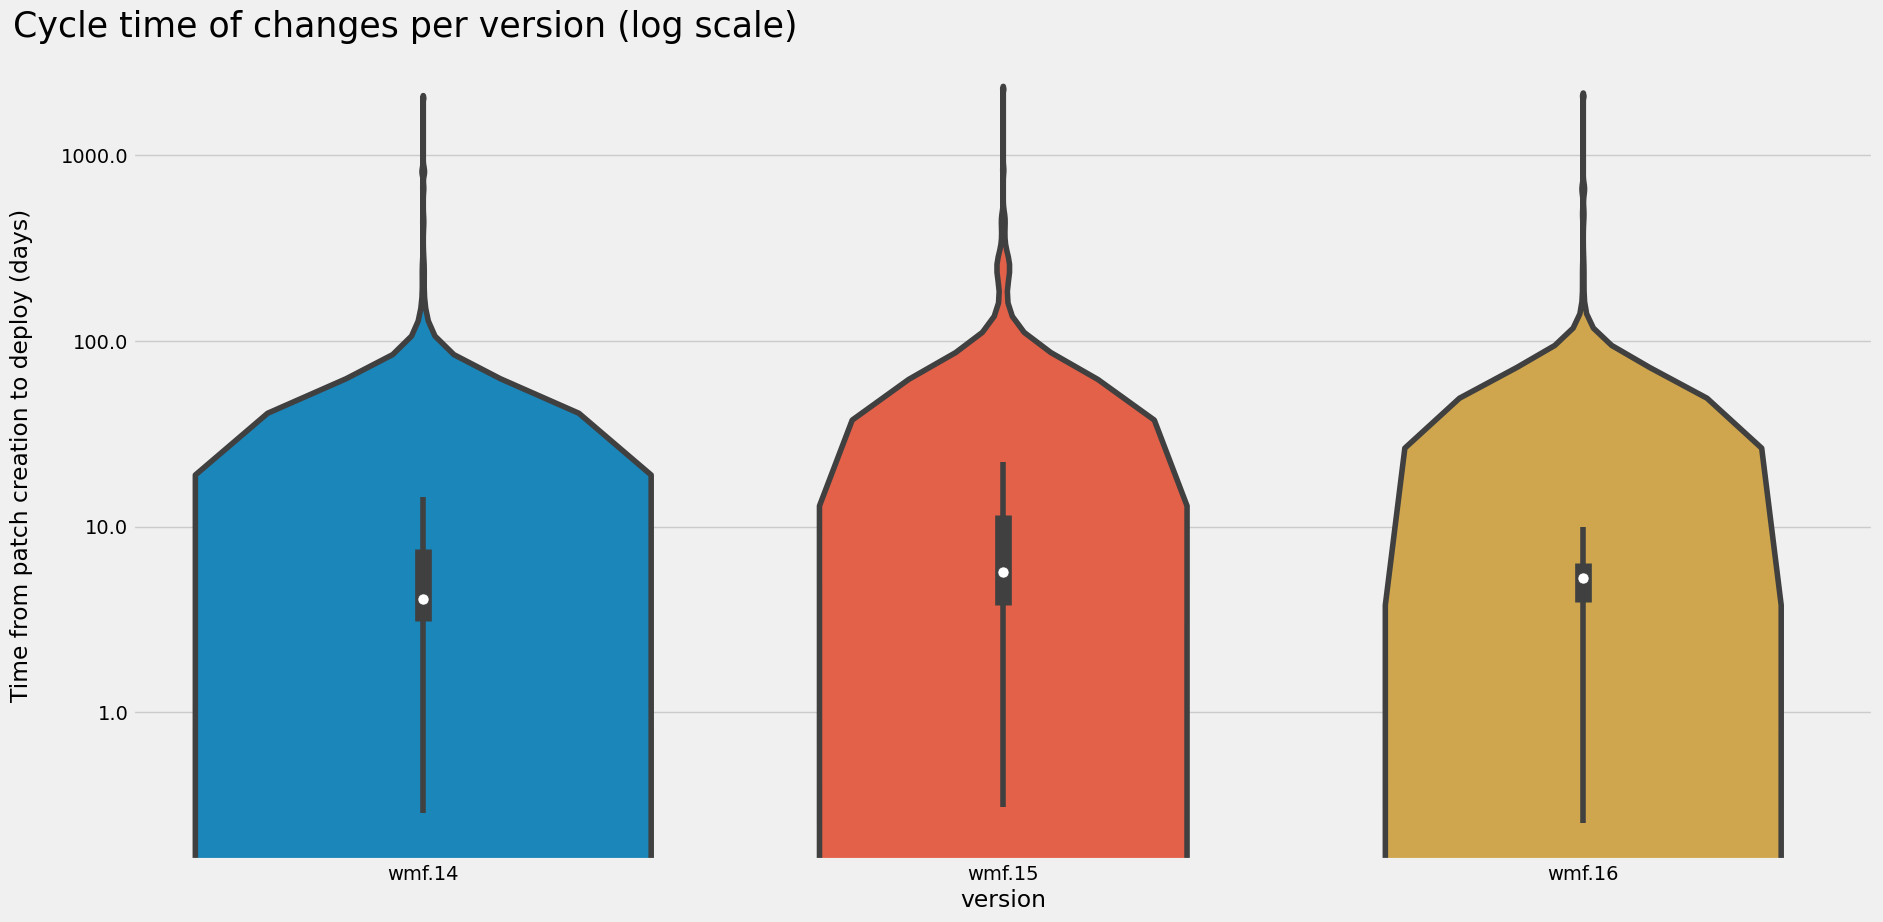 Cycle time of changes per version (log scale)
Time from patch creation to deploy (days)
1000.0
100.0
10.0
1.0
wmf.14
wmf.15
wmf.16
version